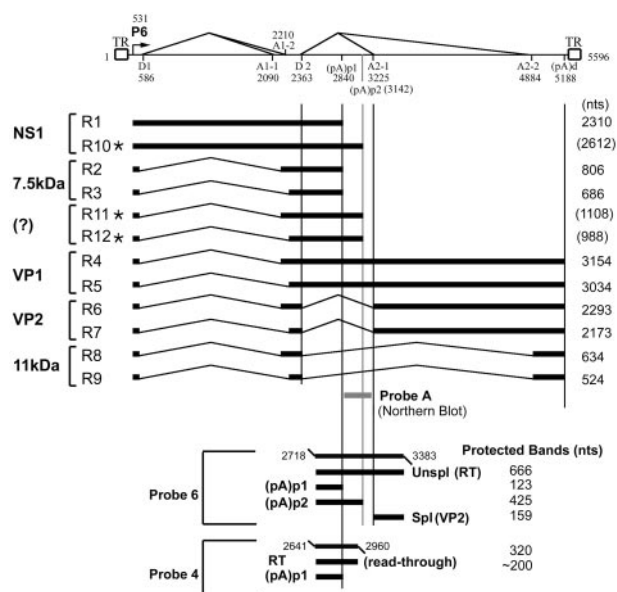 531
P6
2210
A1-2
TR
TR
1
5596
D1
586
A1-1
2090
D 2
2363
(pA)p1
2840
A2-1
3225
(pA)p2 (3142)
A2-2
4884
(pA)d
5188
(nts)
NS1
R1 2310
R10* (2612)
7.5kDa
R2 806
R3 686
(?)
R11* (1108)
R12* (988)
VP1
R4 3154
R5 3034
VP2
R6 2293
R7 2173
11kDa
R8 634
R9 524
Probe A
(Northern Blot)
Probe 6
2718 3383
Protected Bands (nts)
Unspl (RT) 666
(pA)p1 123
(pA)p2 425
Spl (VP2) 159
Probe 4
2641 2960
RT (read-through) 320
(pA)p1 ~200